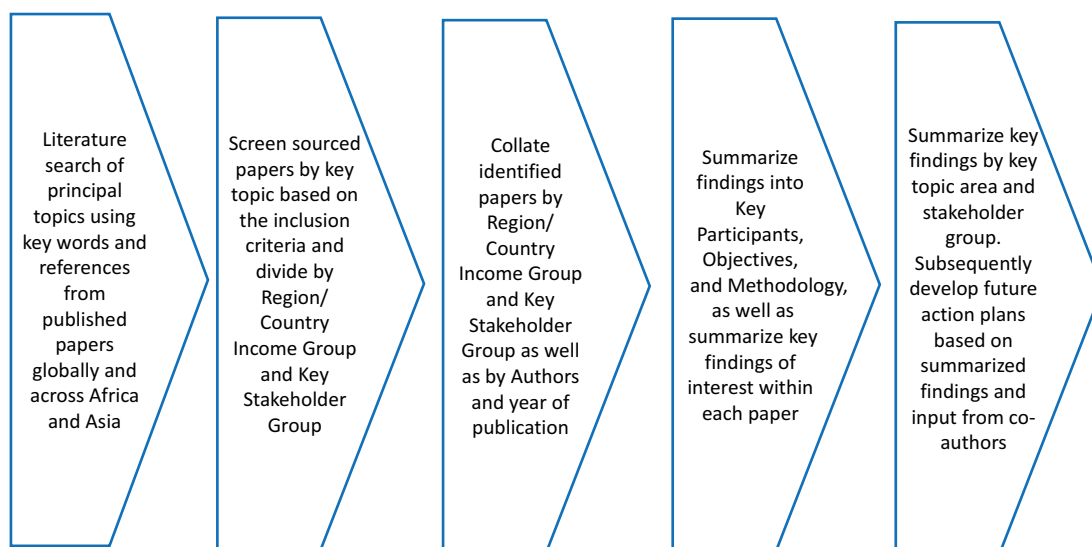 Literature
search of
principal
topics using
key words and
references
from
published
papers
globally and
across Africa
and Asia
Screen sourced
papers by key
topic based on
the inclusion
criteria and
divide by
Region/
Country
Income Group
and Key
Stakeholder
Group
Collate
identified
papers by
Region/
Country
Income Group
and Key
Stakeholder
Group as well
as by Authors
and year of
publication
Summarize
findings into
Key
Participants,
Objectives,
and Methodology,
as well as
summarize key
findings of
interest within
each paper
Summarize key
findings by key
topic area and
stakeholder
group.
Subsequently
develop future
action plans
based on
summarized
findings and
input from co-
authors